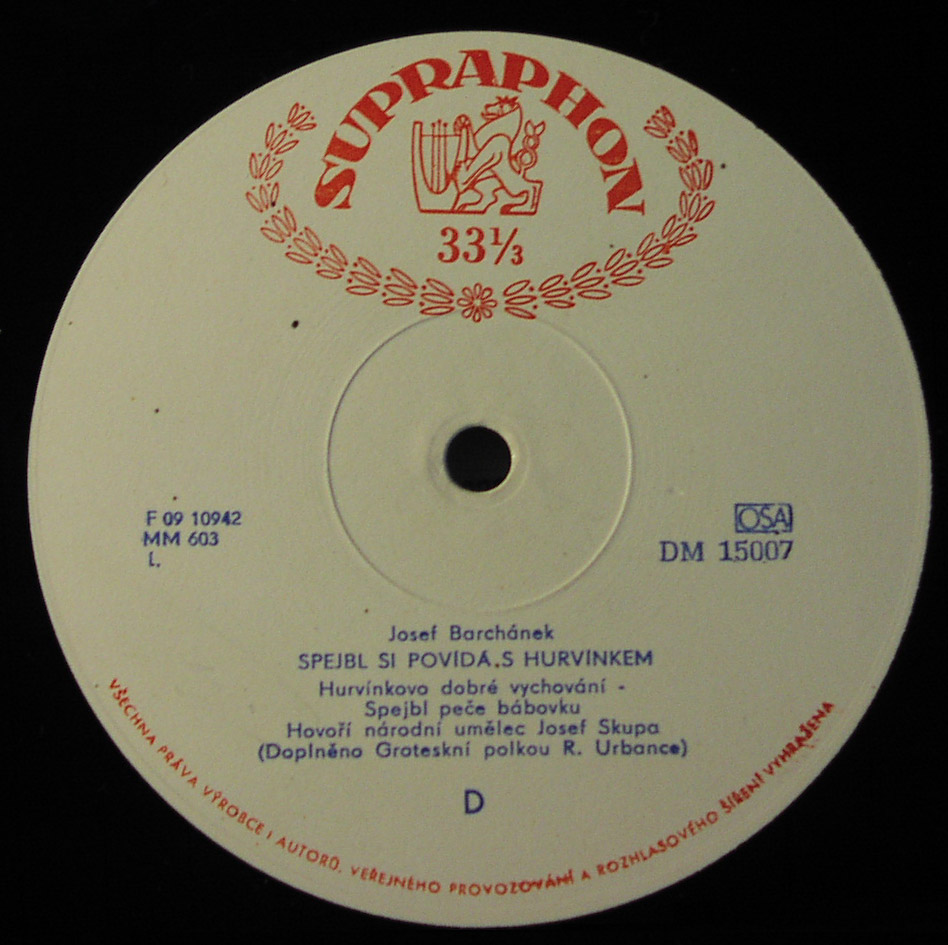 SUPRAPHON
33⅓
F 09 10942
MM 603
I.
OSA
DM 15007
Josef Barchánek
SPEJBL SI POVÍDÁ.S HURVÍNKEM
Hurvínkovo dobré vychování -
Spejbl peče bábovku
Hovoří národní umělec Josef Skupa
(Doplněno Groteskní polkou R. Urbance)
D
VŠECHNA PRÁVA VÝROBCE I AUTORŮ, VEŘEJNÉHO PROVOZOVÁNÍ A ROZHLASOVÉHO ŠÍŘENÍ VYHRAŽENA